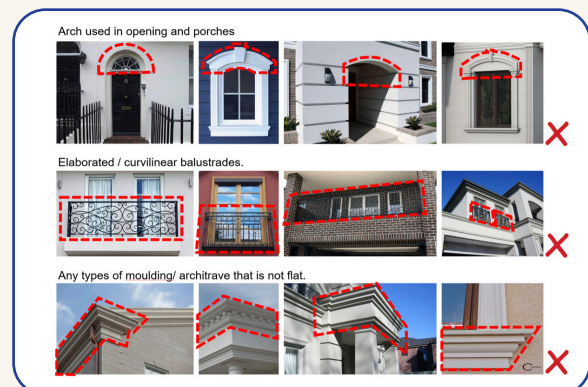 Arch used in opening and porches
Elaborated / curvilinear balustrades.
Any types of moulding/ architrave that is not flat.